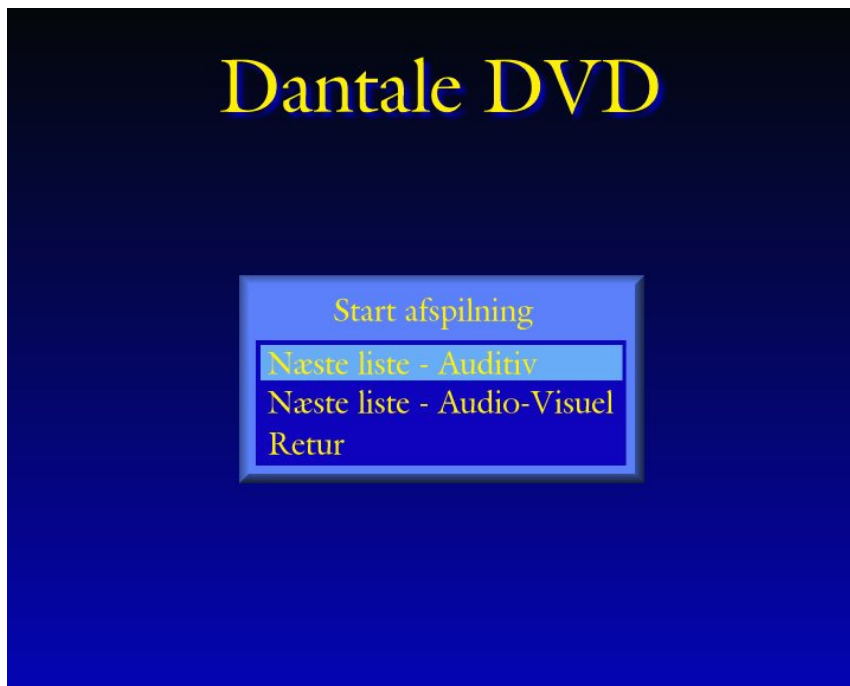 Dantale DVD
Start afspilning
Næste liste - Auditiv
Næste liste - Audio-Visuel
Retur